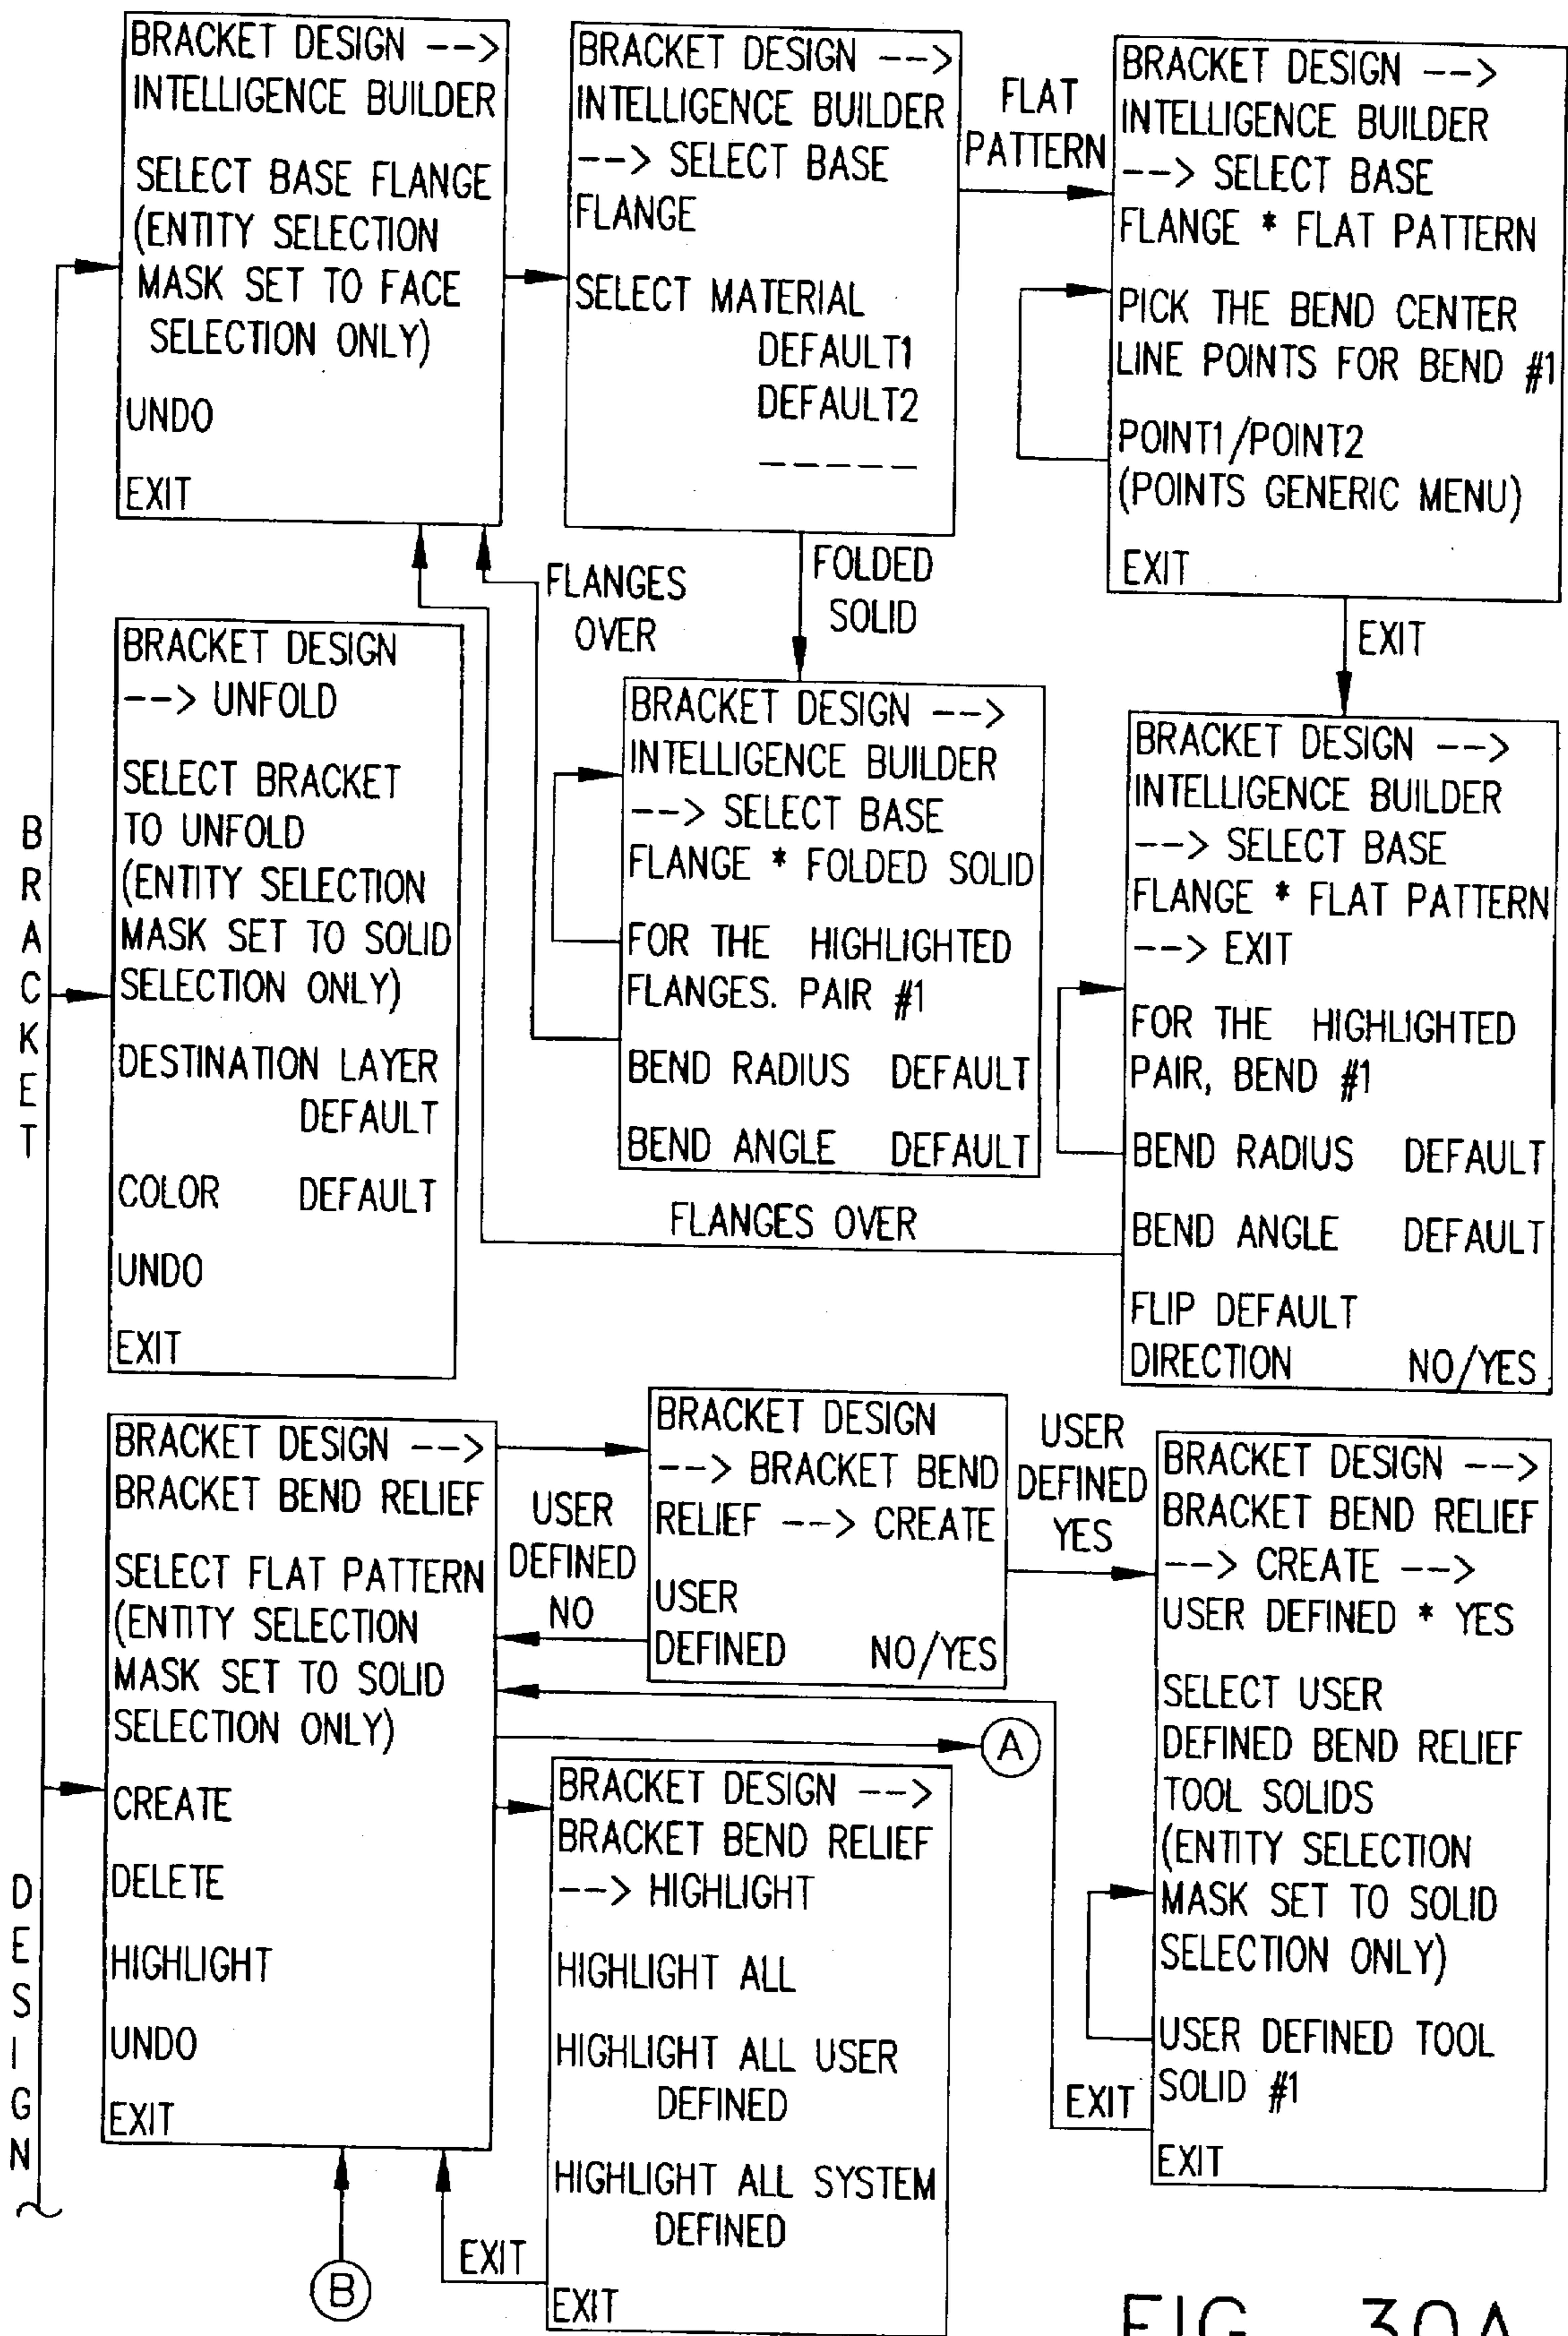 BRACKET DESIGN -->
INTELLIGENCE BUILDER
SELECT BASE FLANGE
(ENTITY SELECTION
MASK SET TO FACE
SELECTION ONLY)
UNDO
EXIT
BRACKET DESIGN -->
INTELLIGENCE BUILDER
--> SELECT BASE
FLANGE
SELECT MATERIAL
DEFAULT1
DEFAULT2
-----
FLAT
PATTERN
BRACKET DESIGN -->
INTELLIGENCE BUILDER
--> SELECT BASE
FLANGE * FLAT PATTERN
PICK THE BEND CENTER
LINE POINTS FOR BEND #1
POINT1/POINT2
(POINTS GENERIC MENU)
EXIT
FLANGES
OVER
FOLDED
SOLID
EXIT
BRACKET
DESIGN
BRACKET DESIGN
--> UNFOLD
SELECT BRACKET
TO UNFOLD
(ENTITY SELECTION
MASK SET TO SOLID
SELECTION ONLY)
DESTINATION LAYER
DEFAULT
COLOR DEFAULT
UNDO
EXIT
BRACKET DESIGN -->
INTELLIGENCE BUILDER
--> SELECT BASE
FLANGE * FOLDED SOLID
FOR THE HIGHLIGHTED
FLANGES. PAIR #1
BEND RADIUS DEFAULT
BEND ANGLE DEFAULT
BRACKET DESIGN -->
INTELLIGENCE BUILDER
--> SELECT BASE
FLANGE * FLAT PATTERN
--> EXIT
FOR THE HIGHLIGHTED
PAIR, BEND #1
BEND RADIUS DEFAULT
BEND ANGLE DEFAULT
FLIP DEFAULT
DIRECTION NO/YES
FLANGES OVER
BRACKET DESIGN -->
BRACKET BEND RELIEF
SELECT FLAT PATTERN
(ENTITY SELECTION
MASK SET TO SOLID
SELECTION ONLY)
CREATE
DELETE
HIGHLIGHT
UNDO
EXIT
USER
DEFINED
NO
BRACKET DESIGN
--> BRACKET BEND
RELIEF --> CREATE
USER
DEFINED NO/YES
USER
DEFINED
YES
BRACKET DESIGN -->
BRACKET BEND RELIEF
--> CREATE -->
USER DEFINED * YES
SELECT USER
DEFINED BEND RELIEF
TOOL SOLIDS
(ENTITY SELECTION
MASK SET TO SOLID
SELECTION ONLY)
USER DEFINED TOOL
SOLID #1
EXIT
A
BRACKET DESIGN -->
BRACKET BEND RELIEF
--> HIGHLIGHT
HIGHLIGHT ALL
HIGHLIGHT ALL USER
DEFINED
HIGHLIGHT ALL SYSTEM
DEFINED
EXIT
EXIT
EXIT
B
FIG. 30A